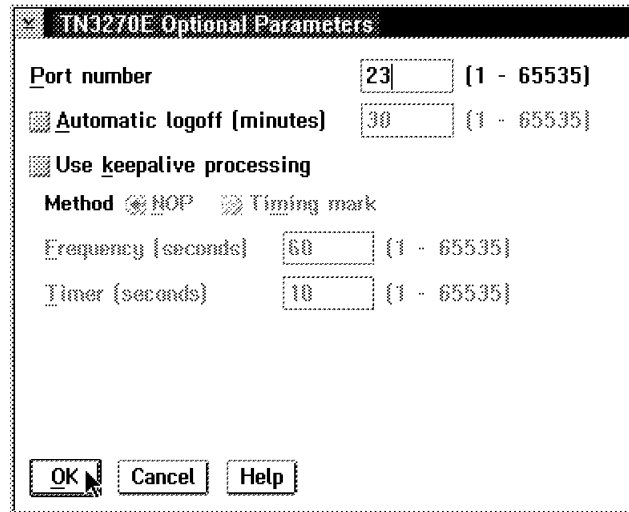 TN3270E Optional Parameters
Port number 23 (1 - 65535)
Automatic logoff (minutes) 30 (1 - 65535)
Use keepalive processing
Method NOP Timing mark
Frequency (seconds) 60 (1 - 65535)
Timer (seconds) 10 (1 - 65535)
OK Cancel Help